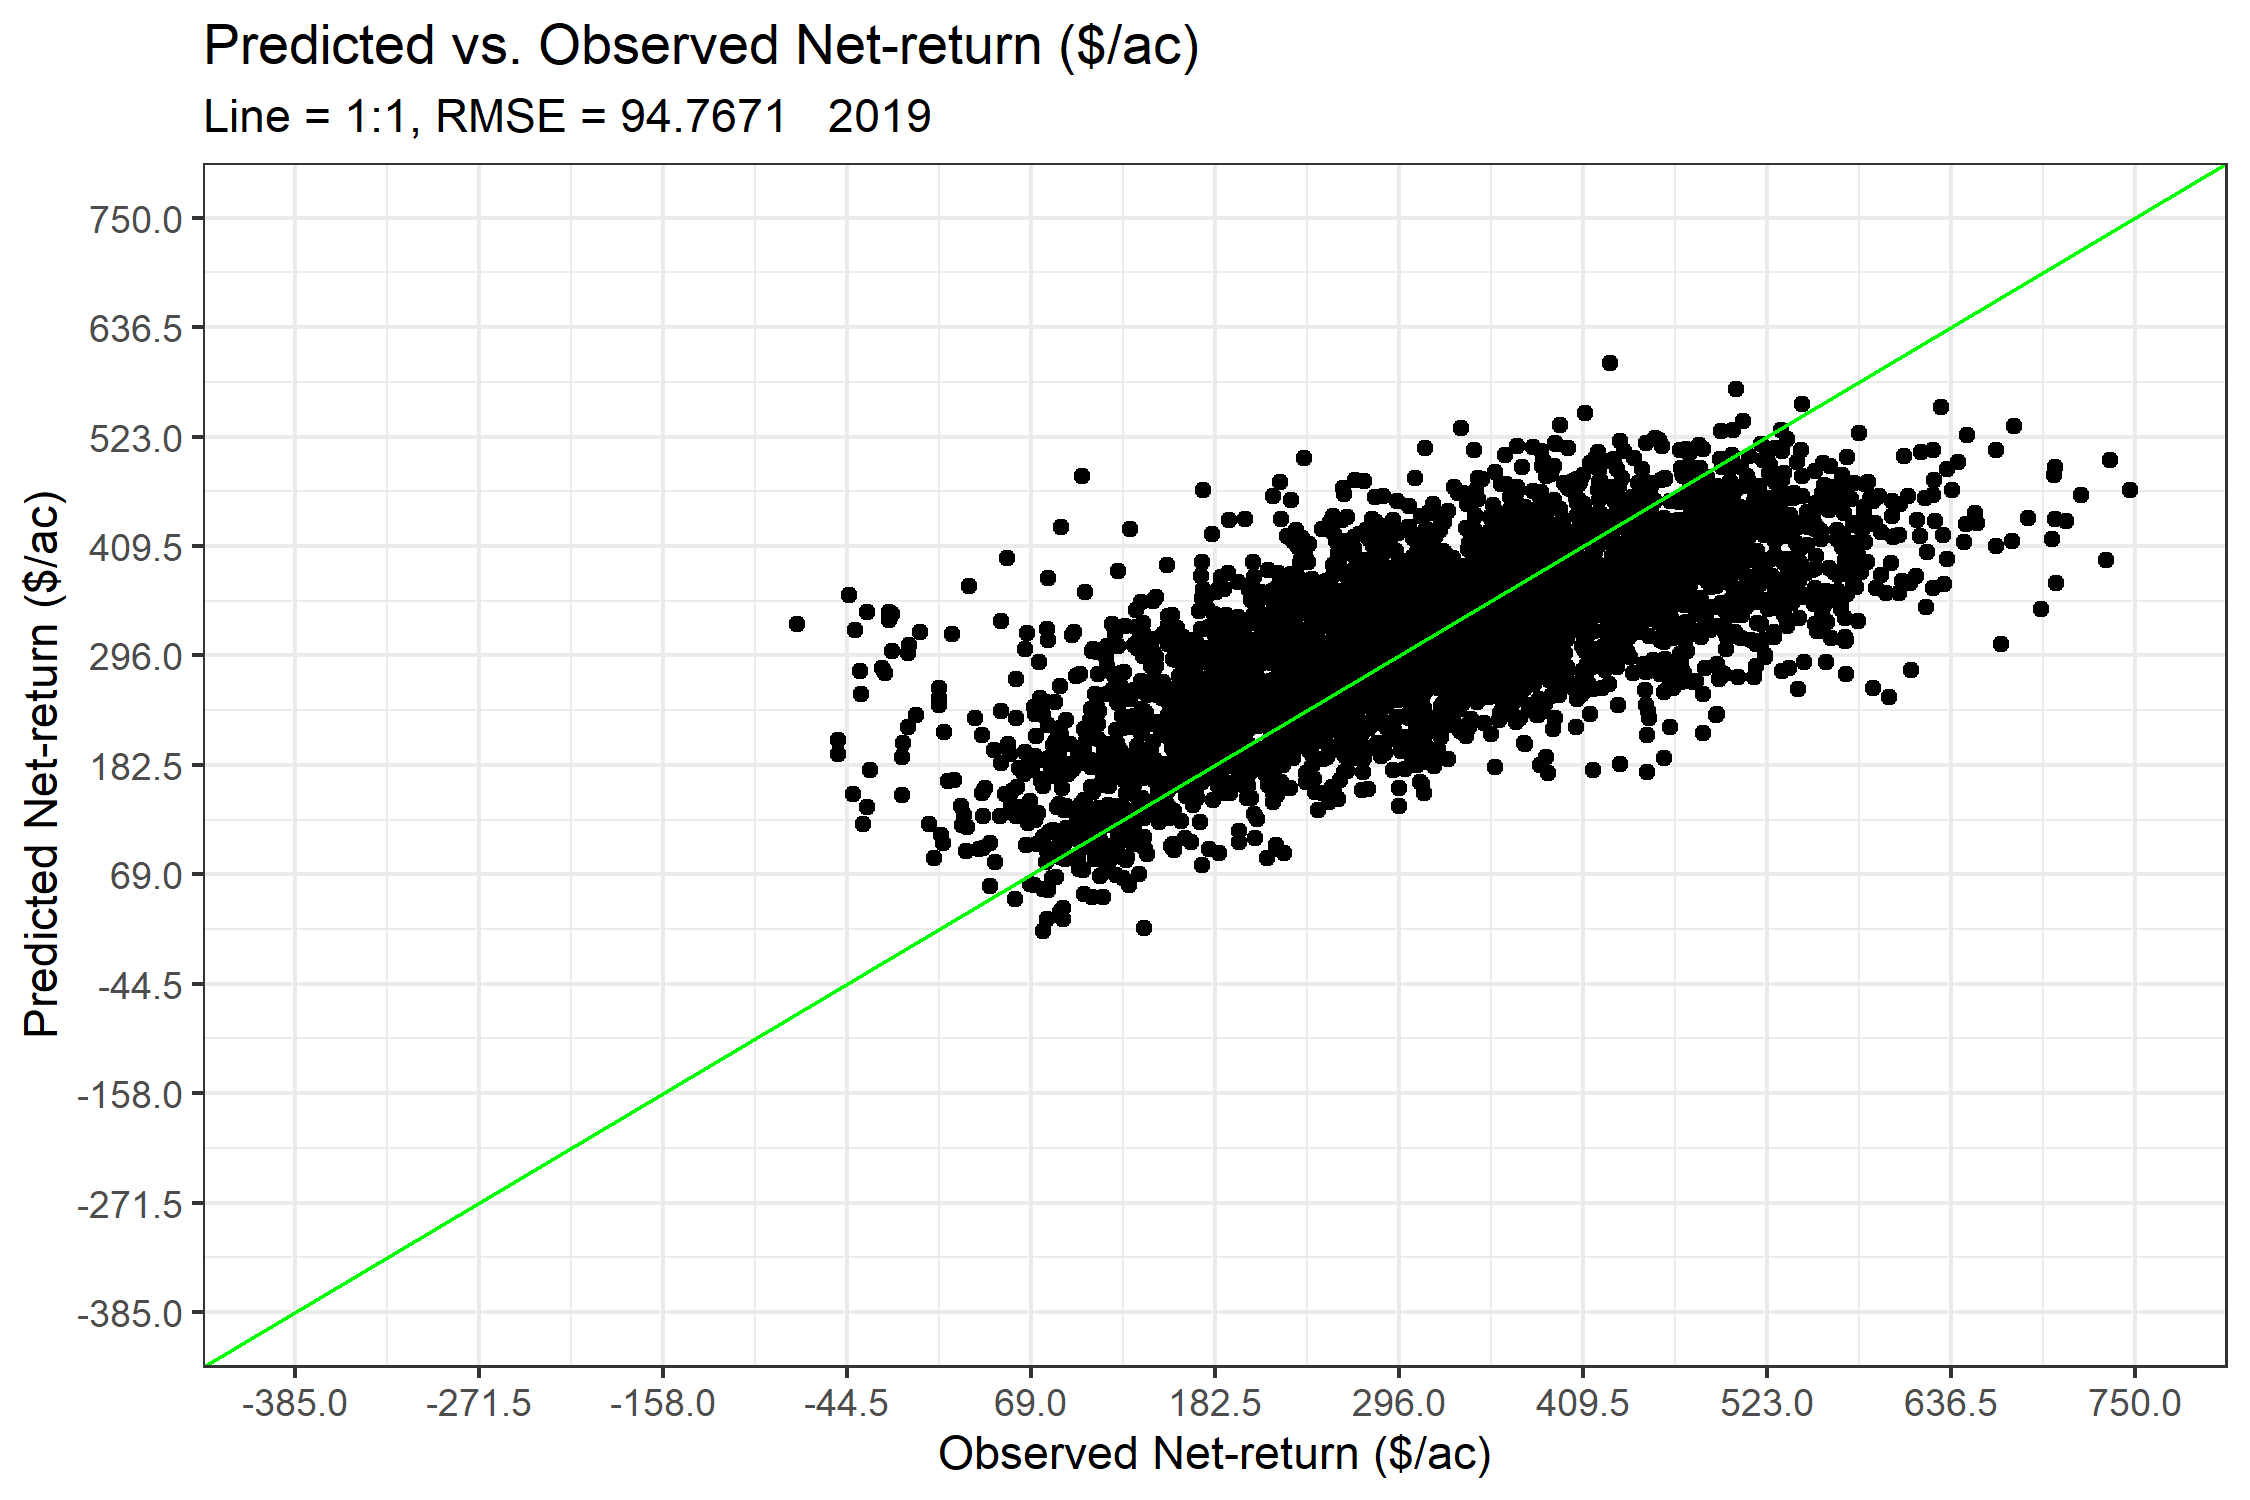 Predicted vs. Observed Net-return ($/ac)
Line = 1:1, RMSE = 94.7671   2019
Predicted Net-return ($/ac)
750.0
636.5
523.0
409.5
296.0
182.5
69.0
-44.5
-158.0
-271.5
-385.0
-385.0 -271.5 -158.0 -44.5 69.0 182.5 296.0 409.5 523.0 636.5 750.0
Observed Net-return ($/ac)